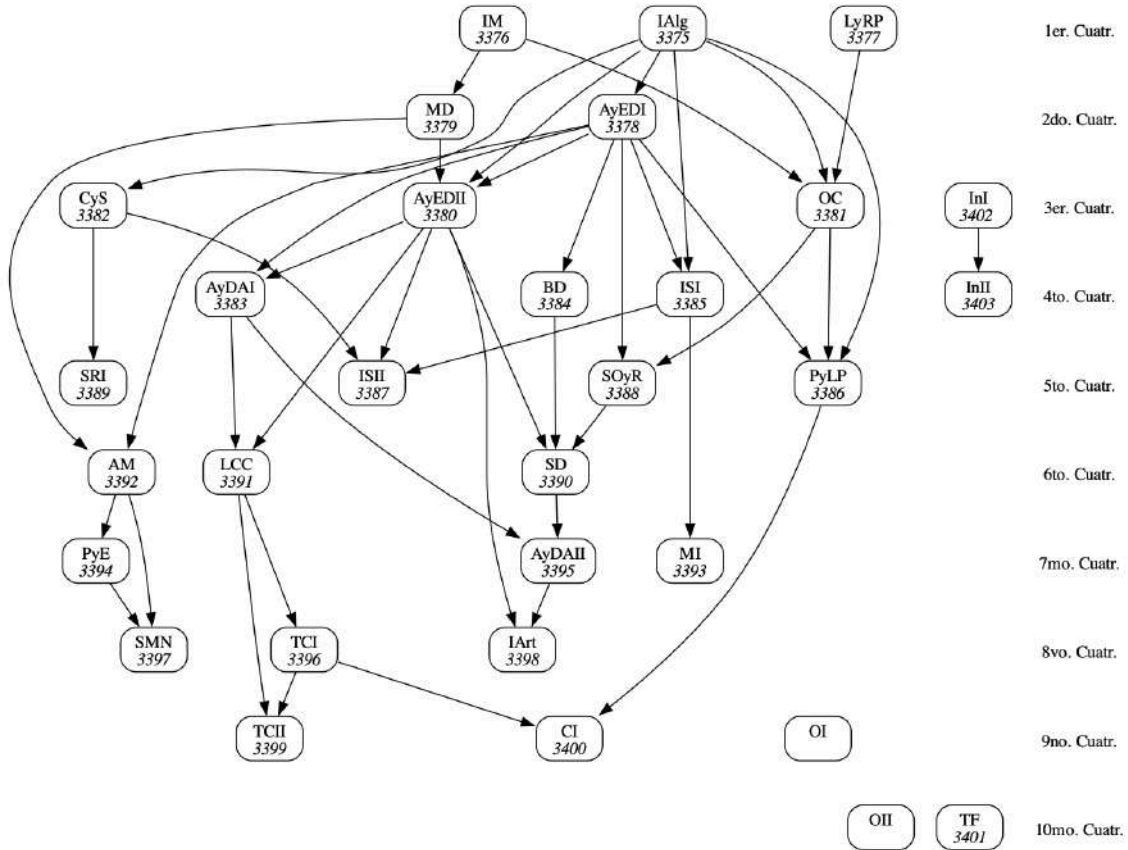 IM
3376
IAlg
3375
LyRP
3377
1er. Cuatr.
MD
3379
AyEDI
3378
2do. Cuatr.
CyS
3382
AyEDII
3380
OC
3381
InI
3402
3er. Cuatr.
AyDAI
3383
BD
3384
ISI
3385
InII
3403
4to. Cuatr.
SRI
3389
ISII
3387
SOyR
3388
PyLP
3386
5to. Cuatr.
AM
3392
LCC
3391
SD
3390
6to. Cuatr.
PyE
3394
AyDAII
3395
MI
3393
7mo. Cuatr.
SMN
3397
TCI
3396
IArt
3398
8vo. Cuatr.
TCII
3399
CI
3400
OI
9no. Cuatr.
OII
TF
3401
10mo. Cuatr.